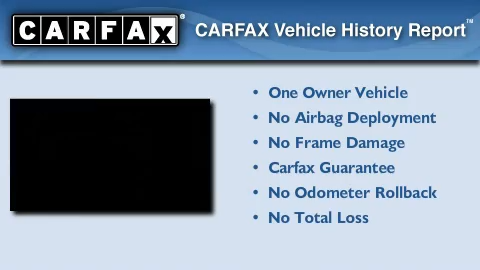 CARFAX® CARFAX Vehicle History Report™
• One Owner Vehicle
• No Airbag Deployment
• No Frame Damage
• Carfax Guarantee
• No Odometer Rollback
• No Total Loss